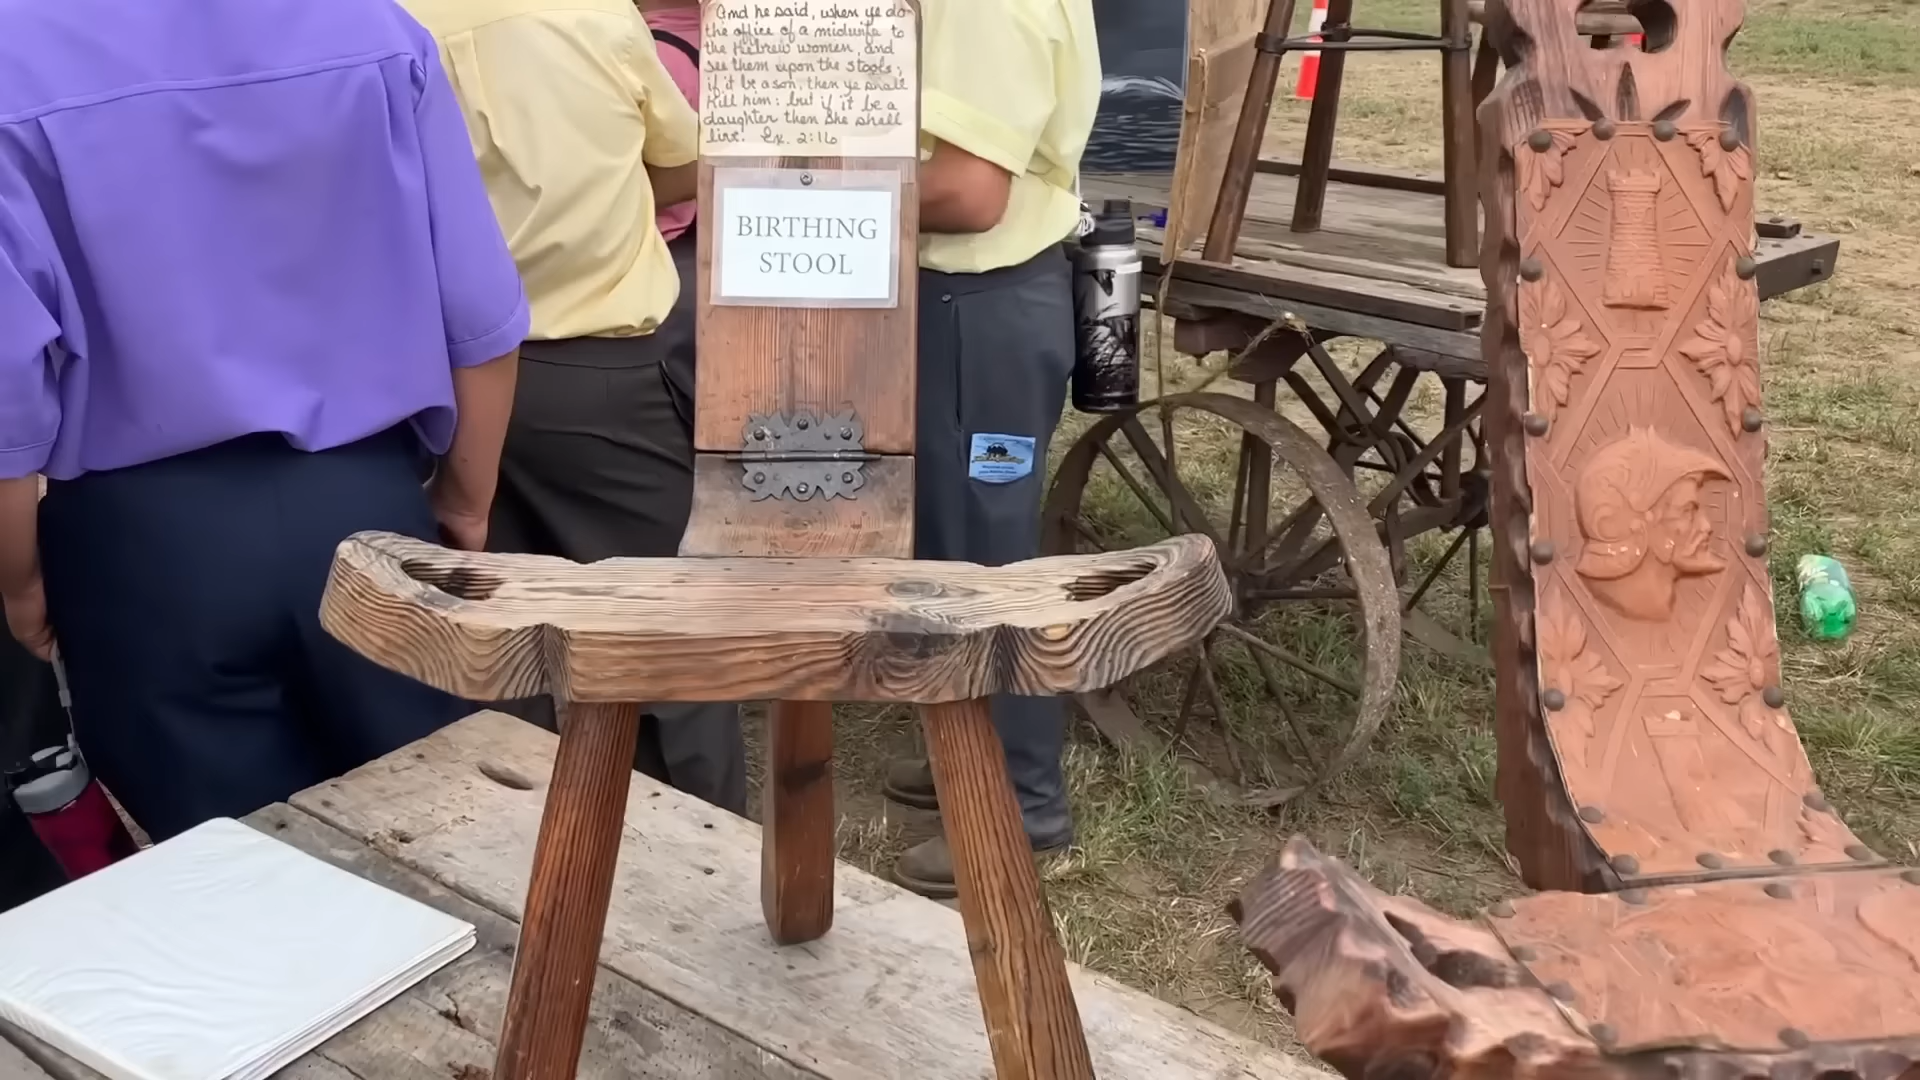 And he said, when ye do
the office of a midwife to
the Hebrew women, and
see them upon the stools;
if it be a son, then ye shall
kill him: but if it be a
daughter then she shall
live. Ex. 2:16
BIRTHING
STOOL